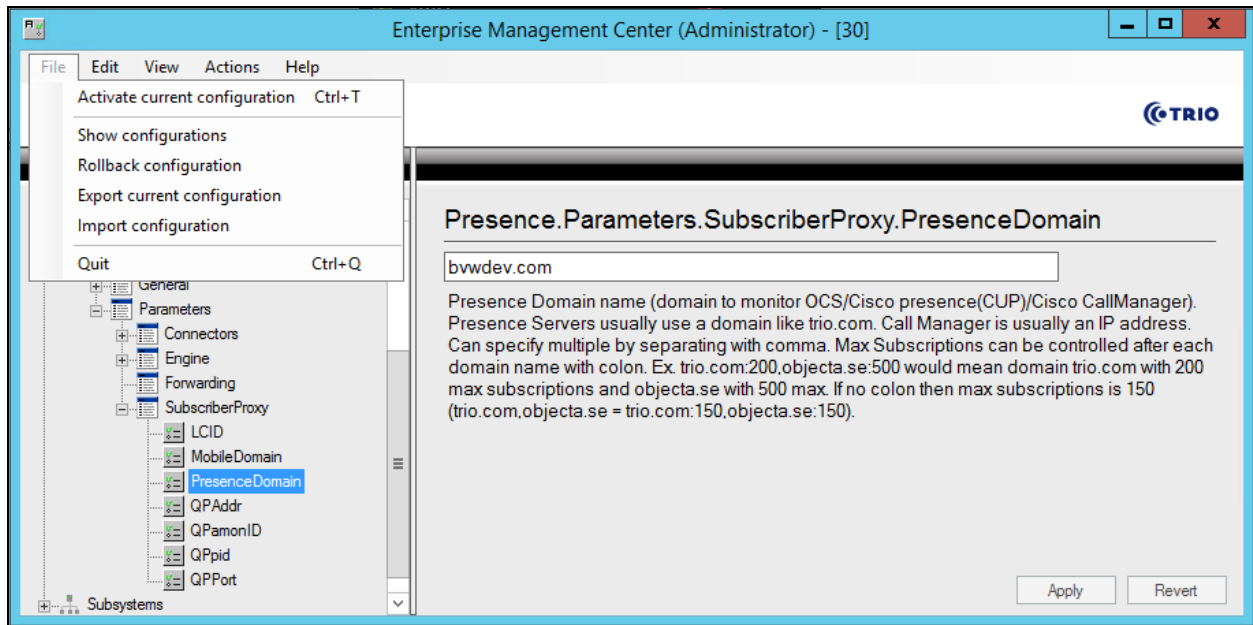 Enterprise Management Center (Administrator) - [30]
File Edit View Actions Help
Activate current configuration Ctrl+T
Show configurations
Rollback configuration
Export current configuration
Import configuration
Quit Ctrl+Q
TRIO
General
Parameters
Connectors
Engine
Forwarding
SubscriberProxy
LCID
MobileDomain
PresenceDomain
QPAddr
QPamonID
QPpid
QPPort
Subsystems
Presence.Parameters.SubscriberProxy.PresenceDomain
bvwdev.com
Presence Domain name (domain to monitor OCS/Cisco presence(CUP)/Cisco CallManager).
Presence Servers usually use a domain like trio.com. Call Manager is usually an IP address.
Can specify multiple by separating with comma. Max Subscriptions can be controlled after each
domain name with colon. Ex. trio.com:200,objecta.se:500 would mean domain trio.com with 200
max subscriptions and objecta.se with 500 max. If no colon then max subscriptions is 150
(trio.com,objecta.se = trio.com:150,objecta.se:150).
Apply Revert